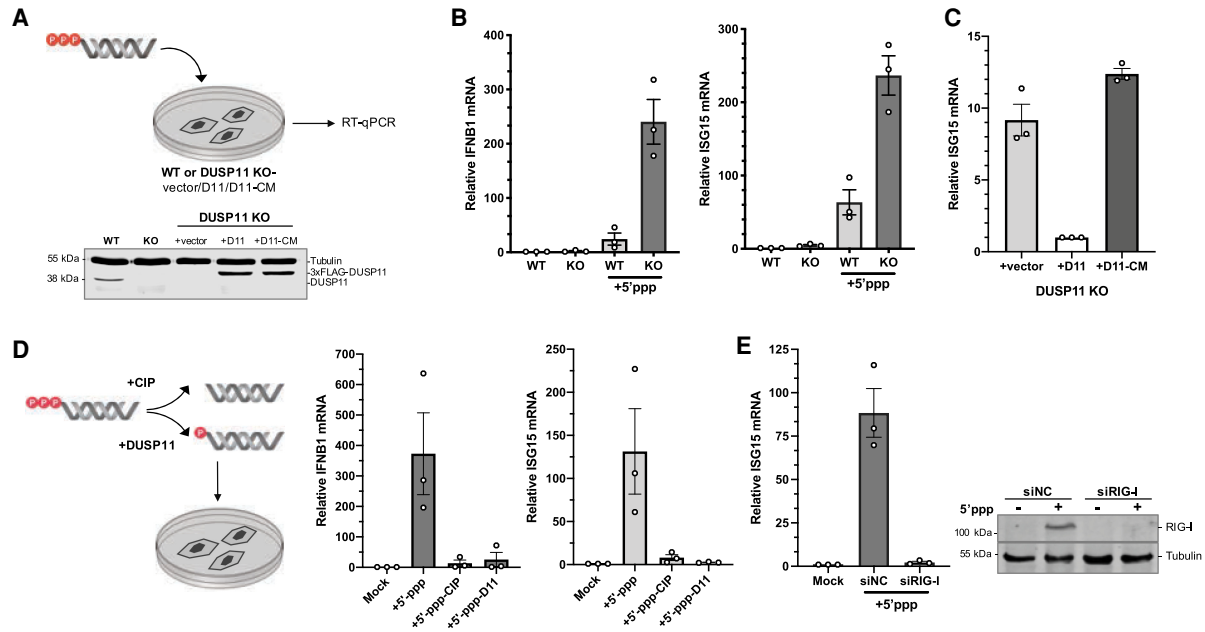 A
P P P
RT-qPCR
WT or DUSP11 KO-
vector/D11/D11-CM
DUSP11 KO
WT KO +vector +D11 +D11-CM
55 kDa
38 kDa
-Tubulin
-3xFLAG-DUSP11
-DUSP11
B
Relative IFNB1 mRNA
400
300
200
100
0
WT KO WT KO
+5'ppp
Relative ISG15 mRNA
300
200
100
0
WT KO WT KO
+5'ppp
C
Relative ISG15 mRNA
15
10
5
0
+vector +D11 +D11-CM
DUSP11 KO
D
P P P
+CIP
+DUSP11
P
Relative IFNB1 mRNA
700
600
500
400
300
200
100
0
Mock
+5'-ppp
+5'-ppp-CIP
+5'-ppp-D11
Relative ISG15 mRNA
250
200
150
100
50
0
Mock
+5'-ppp
+5'-ppp-CIP
+5'-ppp-D11
E
Relative ISG15 mRNA
125
100
75
50
25
0
Mock siNC siRIG-I
+5'ppp
siNC siRIG-I
5'ppp - + - +
100 kDa
55 kDa
RIG-I
Tubulin